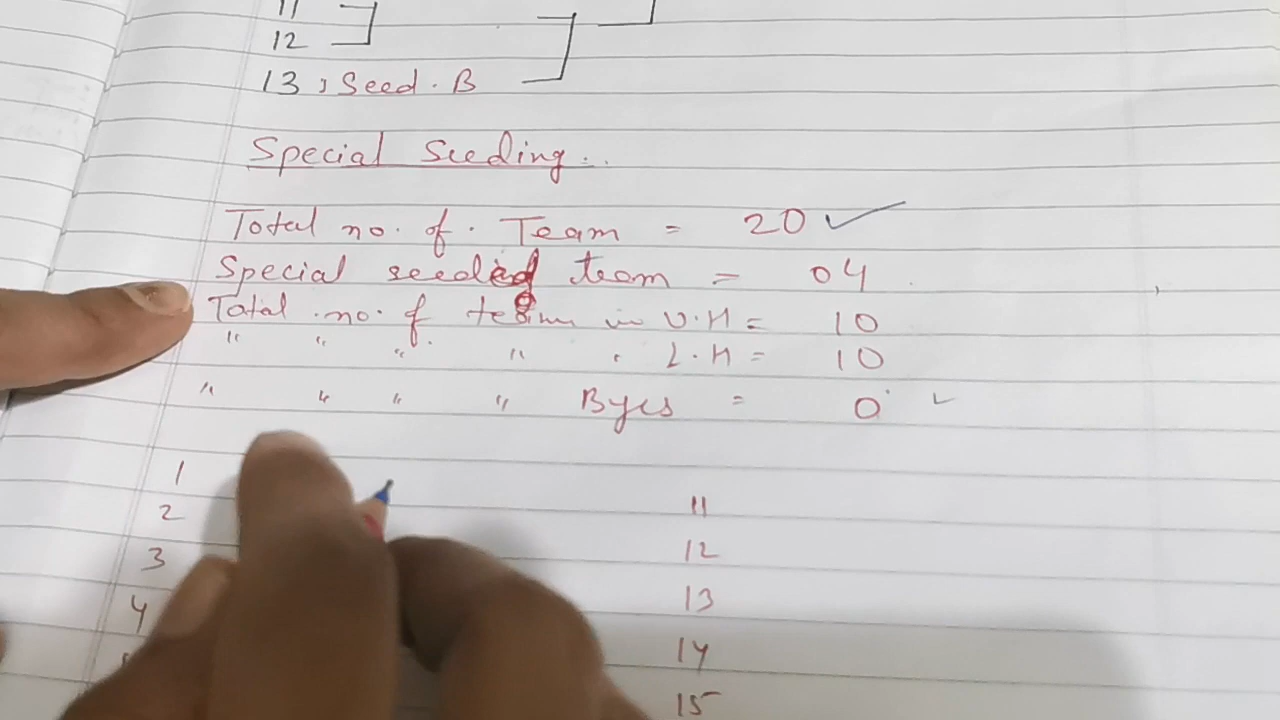 11
12
13, Seed. B
Special Seeding..
Total no. of. Team = 20 ✓
Special seeded team = 04
Total no. of team in U.H = 10
" " " " " L.H = 10
" " " " Byes = 0 ✓
1
2
3
4
11
12
13
14
15